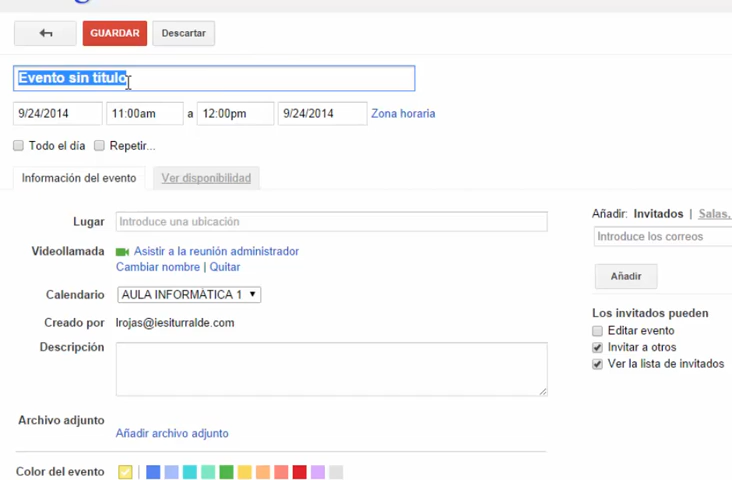 GUARDAR Descartar
Evento sin título
9/24/2014 11:00am a 12:00pm 9/24/2014 Zona horaria
Todo el día Repetir...
Información del evento Ver disponibilidad
Lugar Introduce una ubicación
Videollamada Asistir a la reunión administrador
Cambiar nombre | Quitar
Calendario AULA INFORMÀTICA 1
Creado por lrojas@iesiturralde.com
Descripción
Archivo adjunto
Añadir archivo adjunto
Color del evento
Añadir: Invitados | Salas,
Introduce los correos
Añadir
Los invitados pueden
Editar evento
Invitar a otros
Ver la lista de invitados